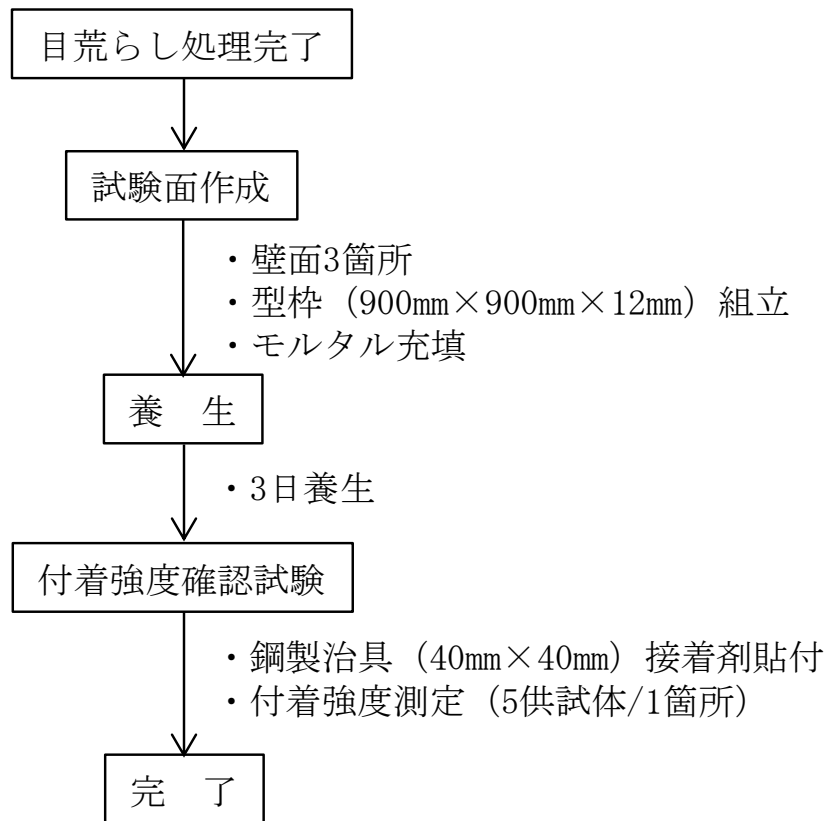 目荒らし処理完了
試験面作成
・壁面3箇所
・型枠（900㎜×900㎜×12㎜）組立
・モルタル充填
養　生
・3日養生
付着強度確認試験
・鋼製治具（40㎜×40㎜）接着剤貼付
・付着強度測定（5供試体/1箇所）
完　了